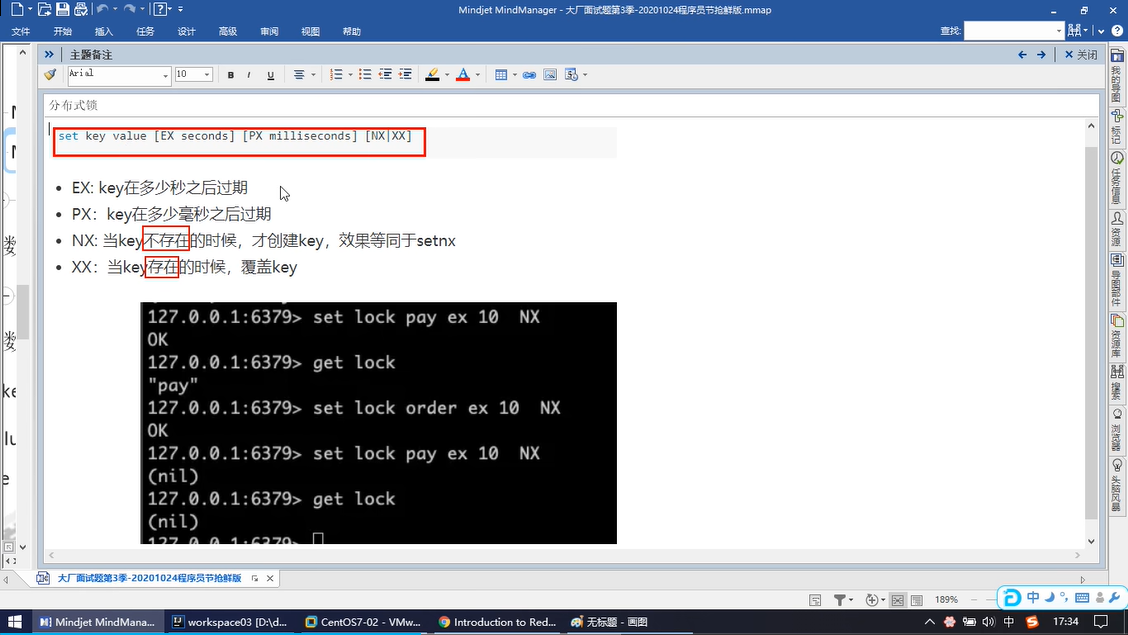 Mindjet MindManager - 大厂面试题第3季-20201024程序员节抢鲜版.mmap
文件 开始 插入 任务 设计 高级 审阅 视图 帮助 查找:
主题备注 关闭
Arial 10 B I U
分布式锁
set key value [EX seconds] [PX milliseconds] [NX|XX]
EX: key在多少秒之后过期
PX：key在多少毫秒之后过期
NX: 当key不存在的时候，才创建key，效果等同于setnx
XX：当key存在的时候，覆盖key
127.0.0.1:6379> set lock pay ex 10 NX
OK
127.0.0.1:6379> get lock
"pay"
127.0.0.1:6379> set lock order ex 10 NX
OK
127.0.0.1:6379> set lock pay ex 10 NX
(nil)
127.0.0.1:6379> get lock
(nil)
127.0.0.1:6379>
我的导图
标记
任务信息
资源
导图部件
资源库
搜索
浏览器
头脑风暴
大厂面试题第3季-20201024程序员节抢鲜版
189%
中
Mindjet MindMana... workspace03 [D:\d... CentOS7-02 - VMw... Introduction to Red... 无标题 - 画图 中 17:34